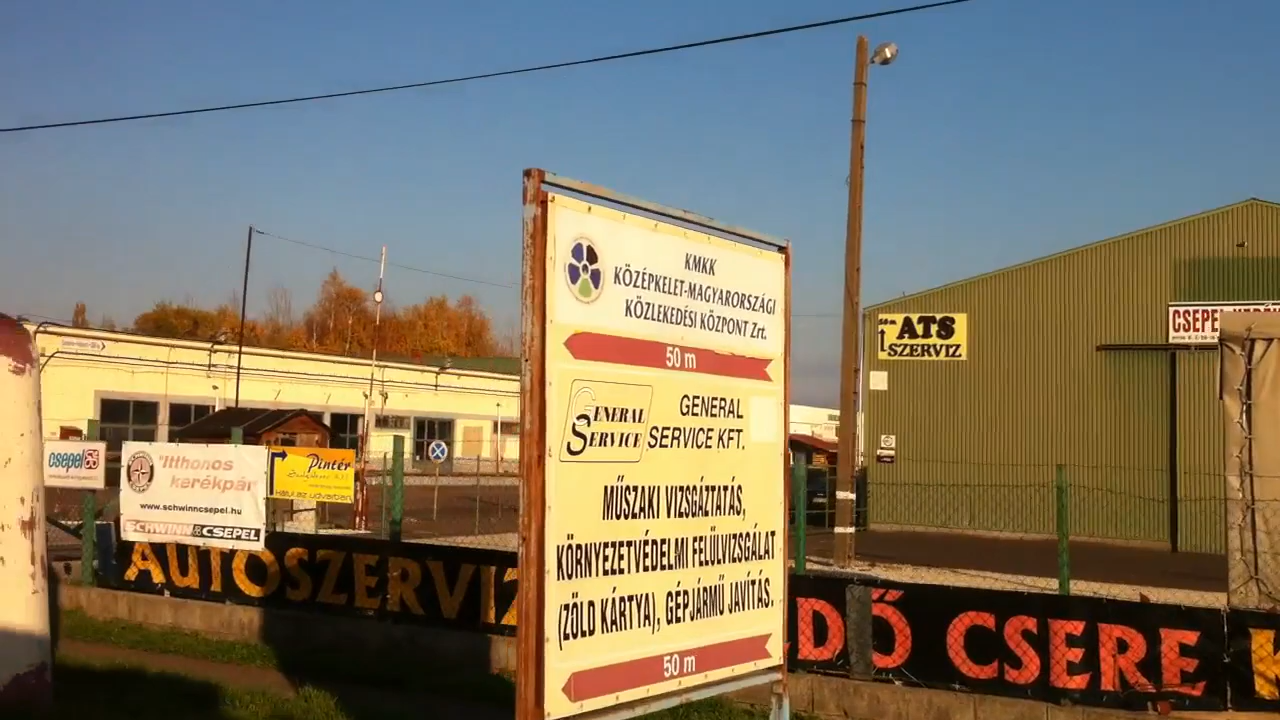 KMKK
KÖZÉPKELET-MAGYARORSZÁGI
KÖZLEKEDÉSI KÖZPONT Zrt.
50 m
GENERAL
SERVICE
GENERAL
SERVICE KFT.
MŰSZAKI VIZSGÁZTATÁS,
KÖRNYEZETVÉDELMI FELÜLVIZSGÁLAT
(ZÖLD KÁRTYA), GÉPJÁRMŰ JAVÍTÁS.
50 m
50 m
ATS
SZERVIZ
CSEPEL
csepel
"Itthonos
kerékpár
www.schwinncsepel.hu
SCHWINN CSEPEL
Pintér
AUTOSZERVIZ
DŐ CSERE